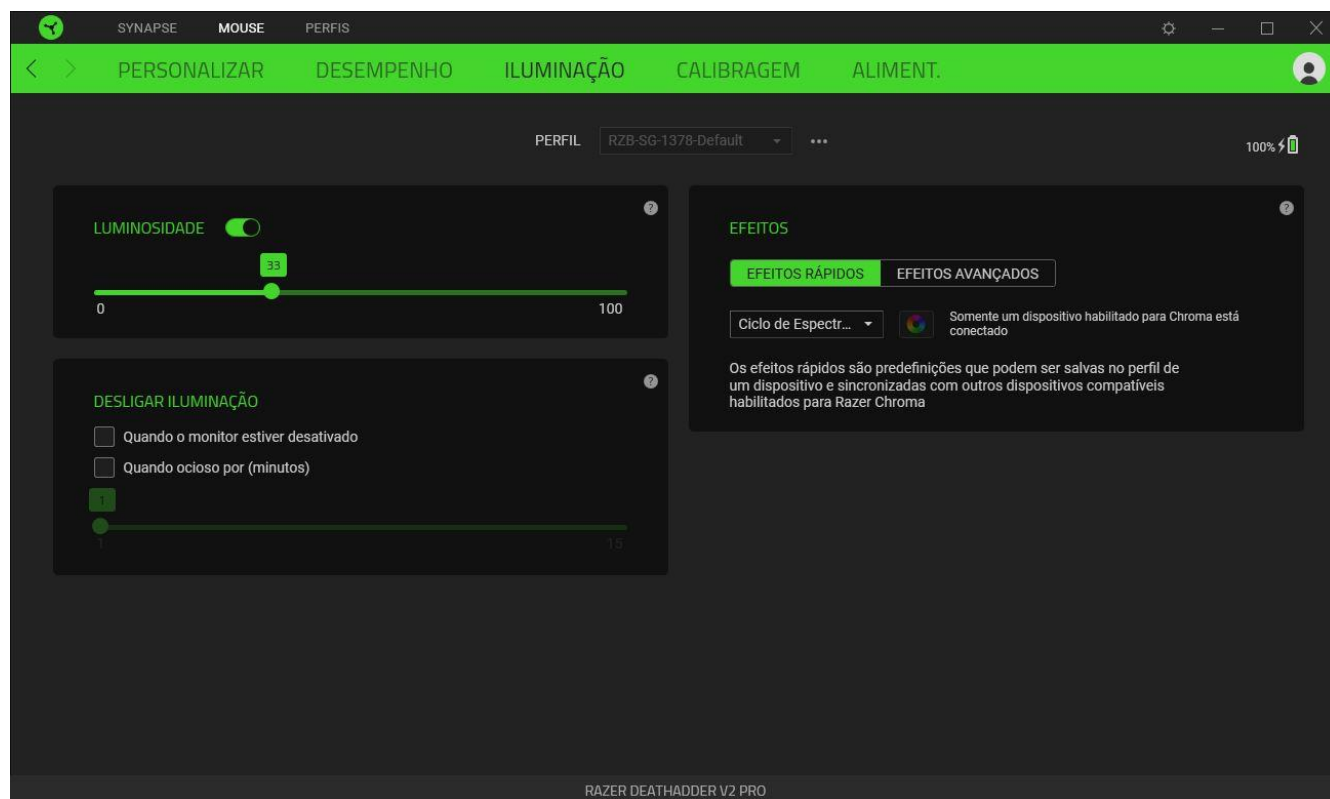 SYNAPSE MOUSE PERFIS
PERSONALIZAR DESEMPENHO ILUMINAÇÃO CALIBRAGEM ALIMENT.
PERFIL RZB-SG-1378-Default
100%
LUMINOSIDADE
33
0 100
DESLIGAR ILUMINAÇÃO
Quando o monitor estiver desativado
Quando ocioso por (minutos)
1
1 15
EFEITOS
EFEITOS RÁPIDOS EFEITOS AVANÇADOS
Ciclo de Espectr...
Somente um dispositivo habilitado para Chroma está
conectado
Os efeitos rápidos são predefinições que podem ser salvas no perfil de
um dispositivo e sincronizadas com outros dispositivos compatíveis
habilitados para Razer Chroma
RAZER DEATHADDER V2 PRO